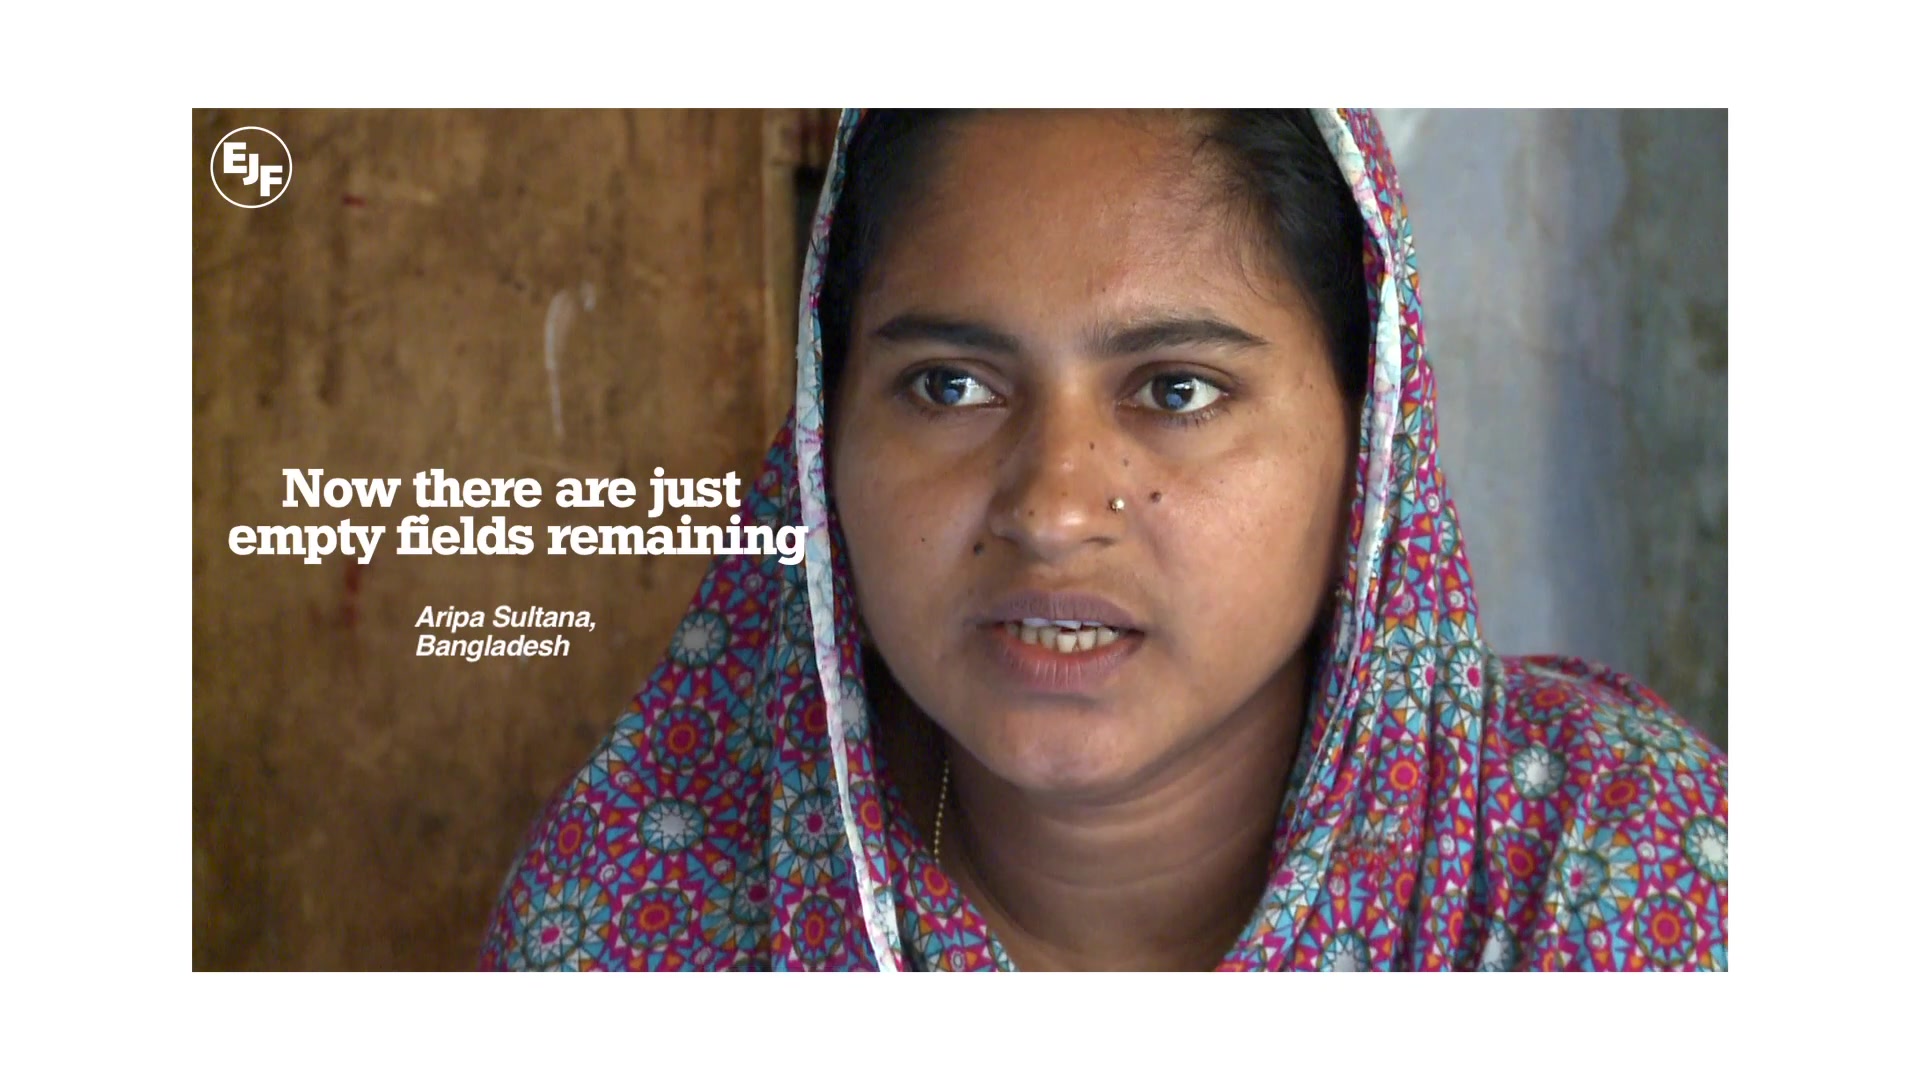 EJF
Now there are just
empty fields remaining
Aripa Sultana,
Bangladesh